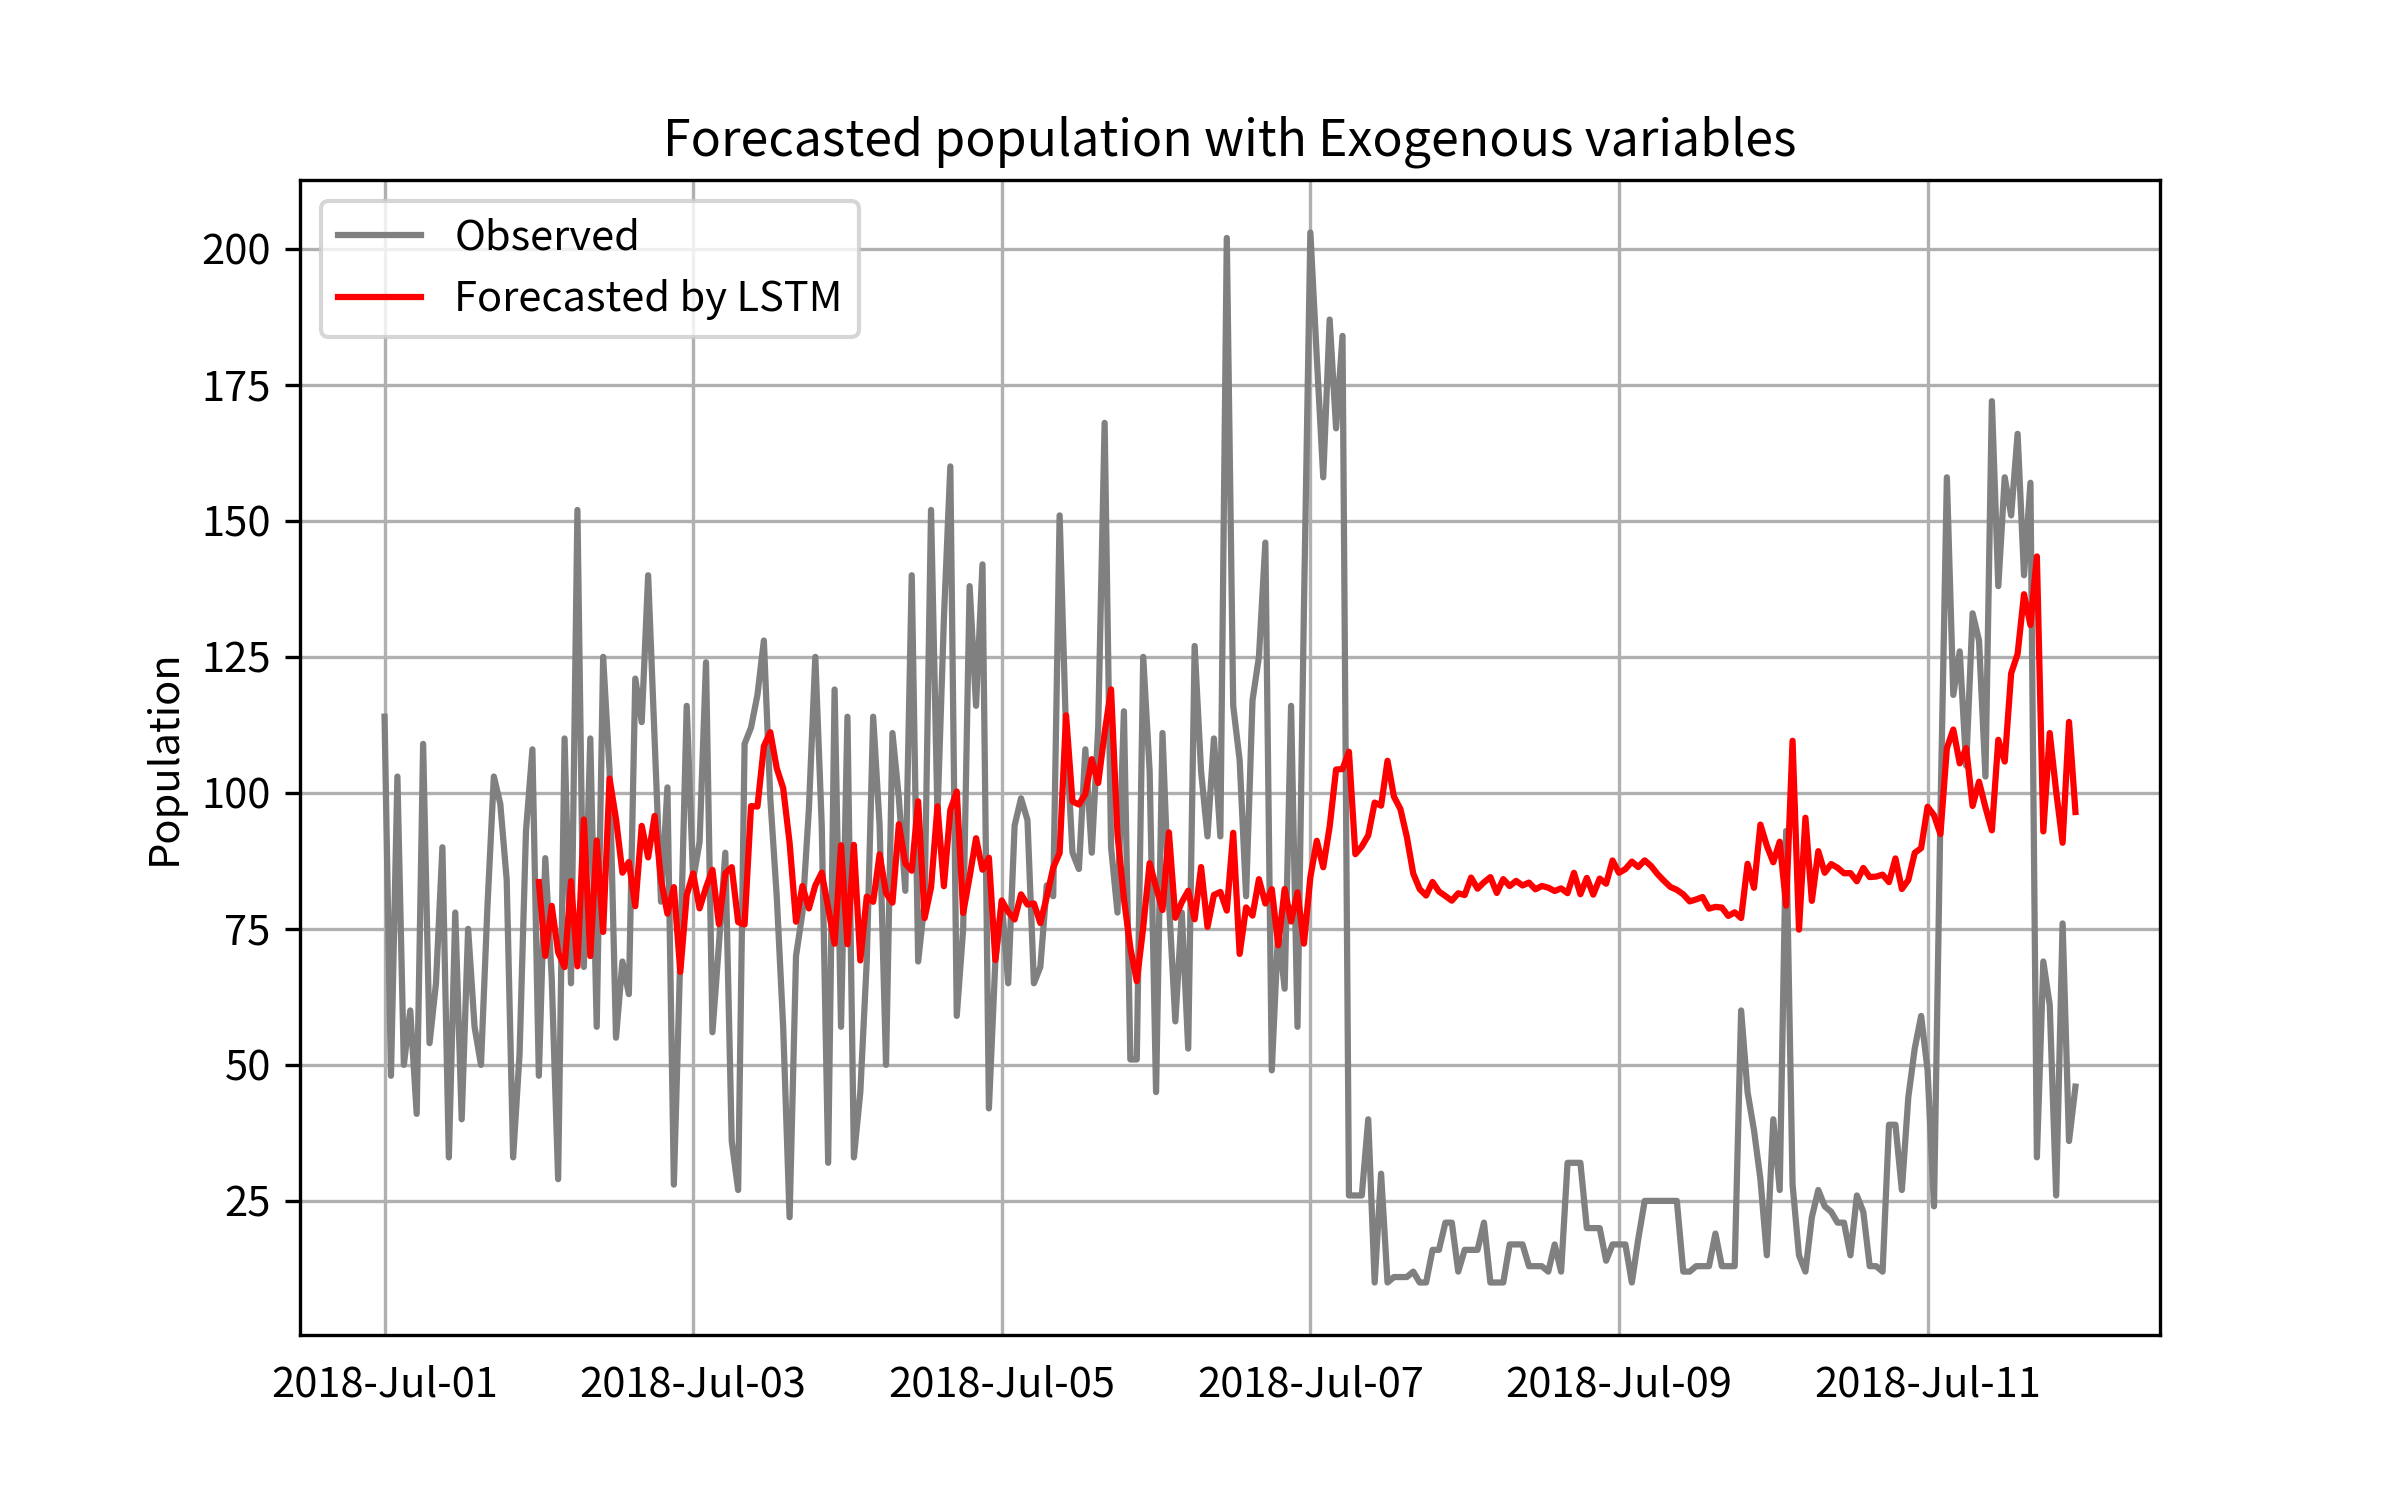 Forecasted population with Exogenous variables
Observed
Forecasted by LSTM
Population
200
175
150
125
100
75
50
25
2018-Jul-01 2018-Jul-03 2018-Jul-05 2018-Jul-07 2018-Jul-09 2018-Jul-11